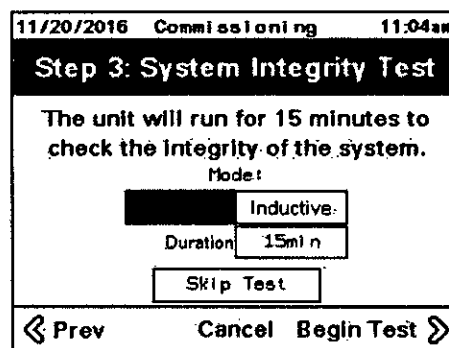 11/20/2016 Commissioning 11:04am
Step 3: System Integrity Test
The unit will run for 15 minutes to
check the integrity of the system.
Mode:
Inductive
Duration 15min
Skip Test
Prev Cancel Begin Test